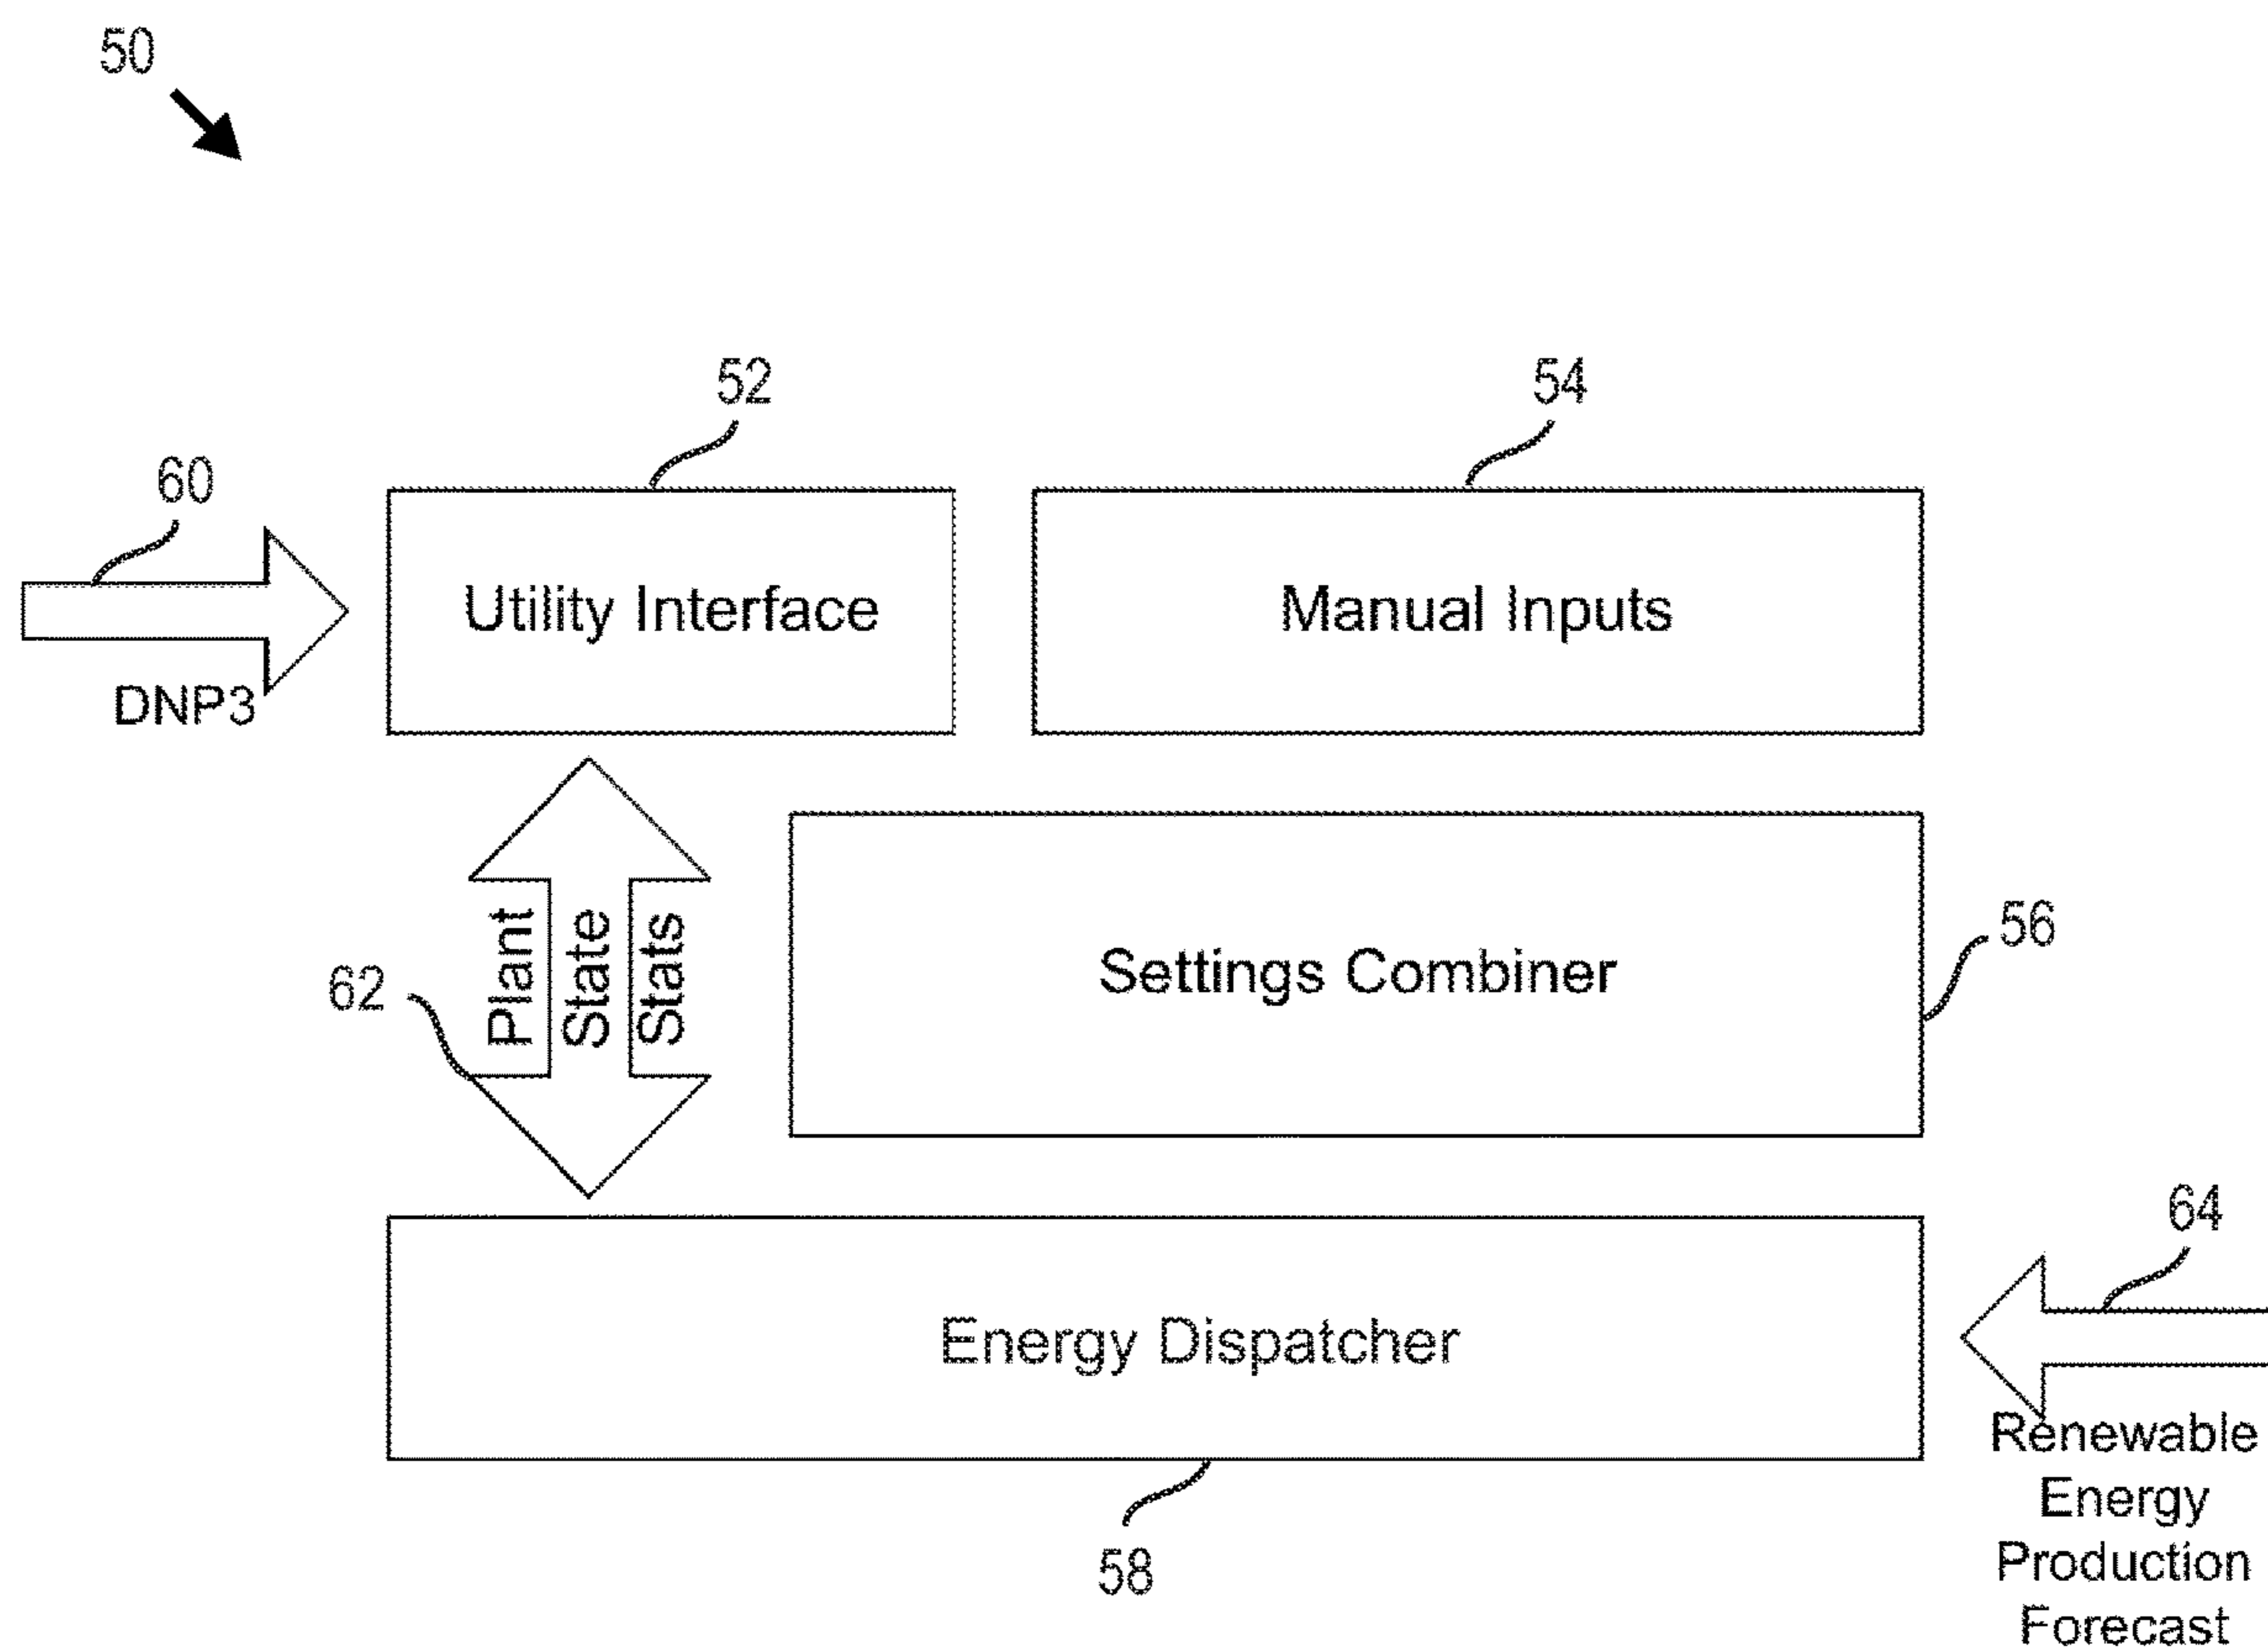 50
52
54
60
Utility Interface
Manual Inputs
DNP3
Plant
State
Stats
Settings Combiner
56
62
64
Energy Dispatcher
Renewable
Energy
Production
Forecast
58